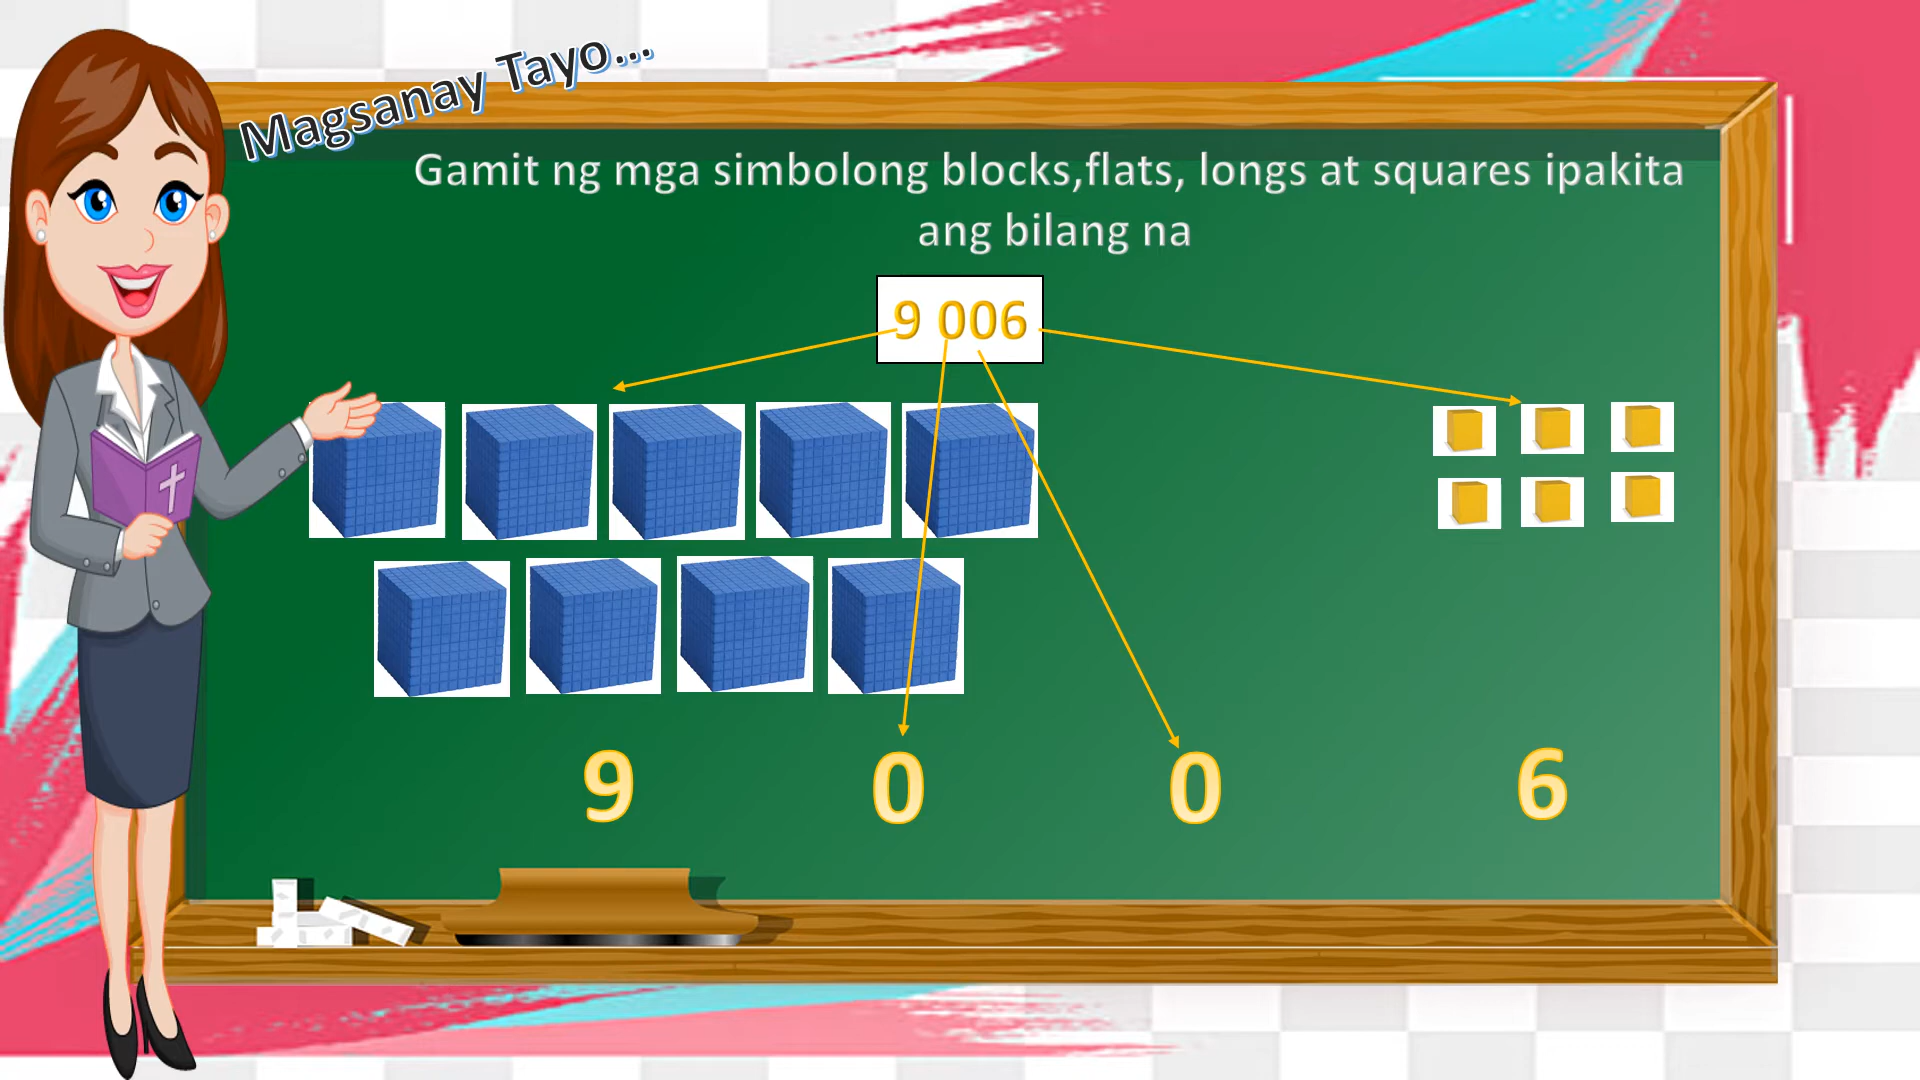 Magsanay Tayo...
Gamit ng mga simbolong blocks,flats, longs at squares ipakita
ang bilang na
9 006
9 0 0 6